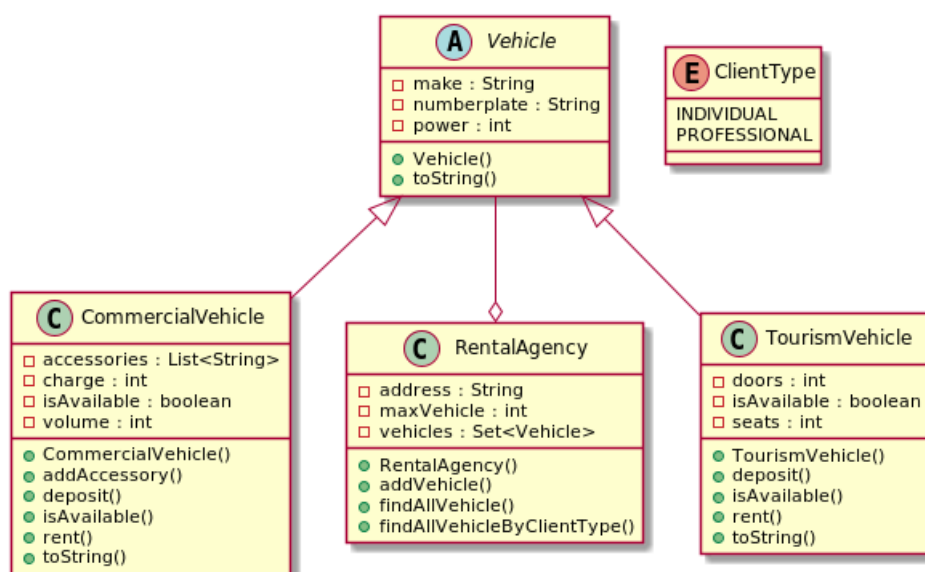 A Vehicle
make : String
numberplate : String
power : int
Vehicle()
toString()
E ClientType
INDIVIDUAL
PROFESSIONAL
C CommercialVehicle
accessories : List<String>
charge : int
isAvailable : boolean
volume : int
CommercialVehicle()
addAccessory()
deposit()
isAvailable()
rent()
toString()
C RentalAgency
address : String
maxVehicle : int
vehicles : Set<Vehicle>
RentalAgency()
addVehicle()
findAllVehicle()
findAllVehicleByClientType()
C TourismVehicle
doors : int
isAvailable : boolean
seats : int
TourismVehicle()
deposit()
isAvailable()
rent()
toString()